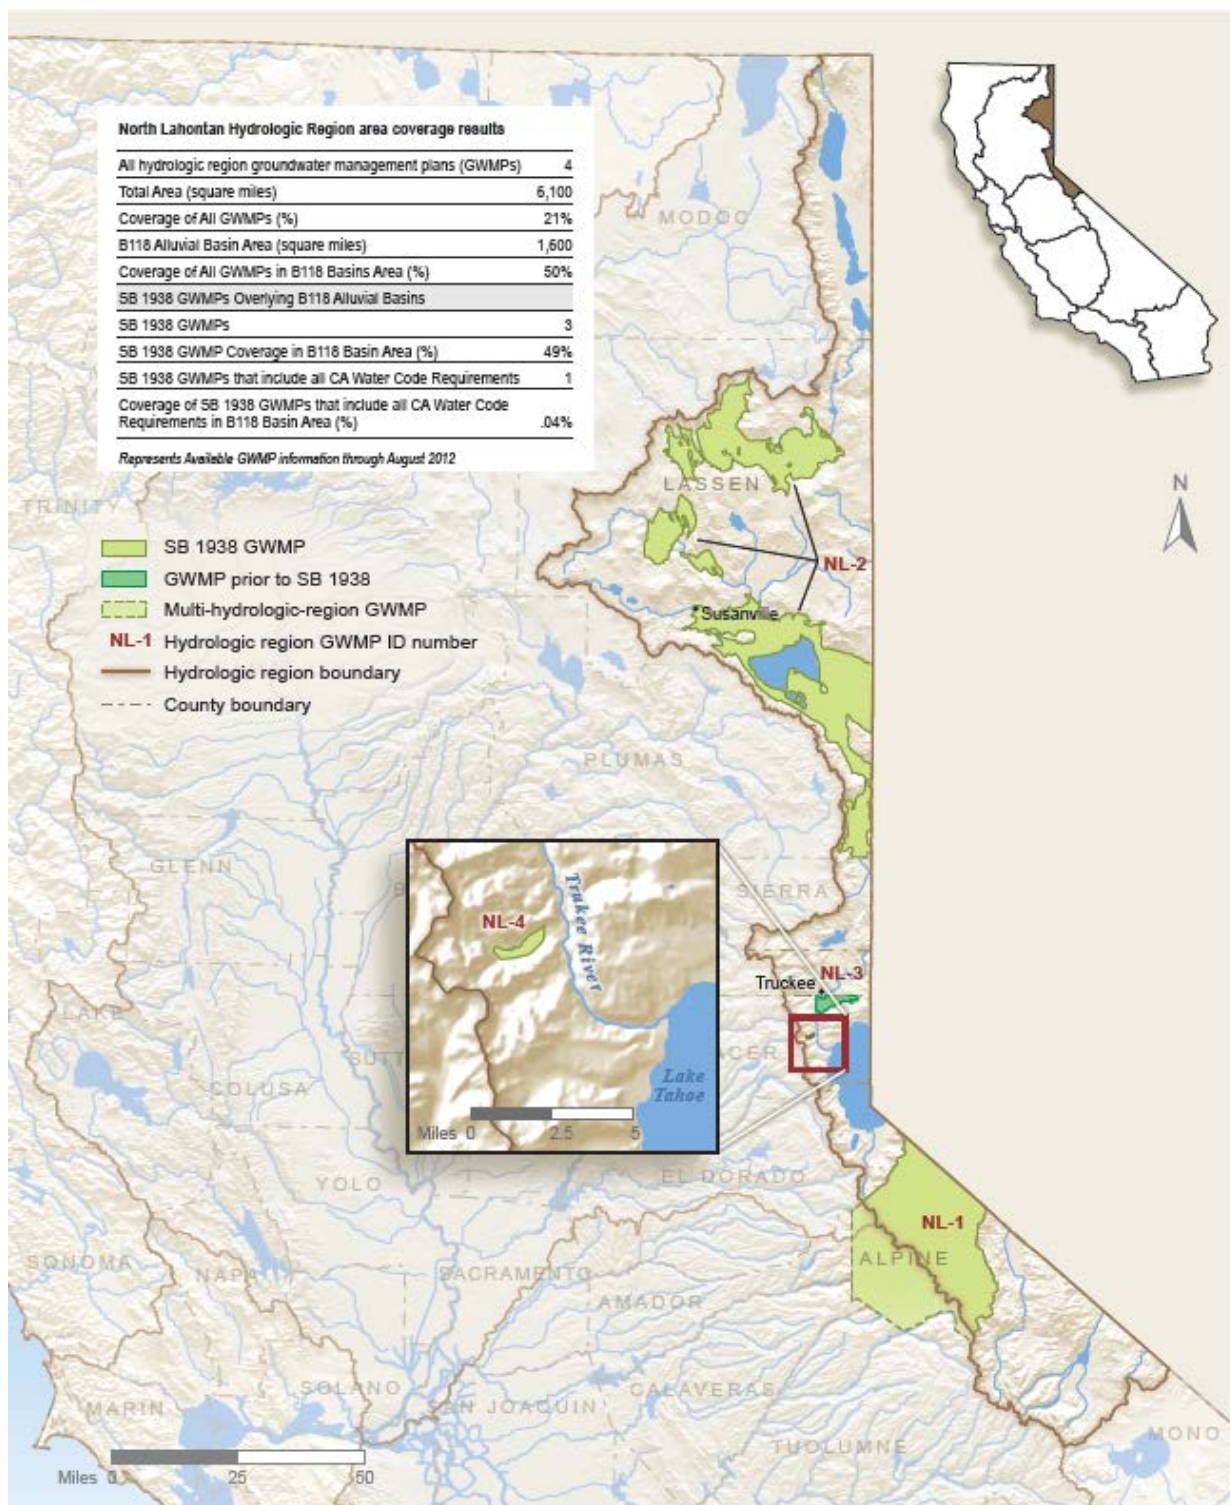 North Lahontan Hydrologic Region area coverage results
All hydrologic region groundwater management plans (GWMPs) 4
Total Area (square miles) 6,100
Coverage of All GWMPs (%) 21%
B118 Alluvial Basin Area (square miles) 1,600
Coverage of All GWMPs in B118 Basins Area (%) 50%
SB 1938 GWMPs Overlying B118 Alluvial Basins
SB 1938 GWMPs 3
SB 1938 GWMP Coverage in B118 Basin Area (%) 49%
SB 1938 GWMPs that include all CA Water Code Requirements 1
Coverage of SB 1938 GWMPs that include all CA Water Code
Requirements in B118 Basin Area (%) .04%
Represents Available GWMP information through August 2012
MODOC
N
LASSEN
TRINITY
SB 1938 GWMP
GWMP prior to SB 1938
Multi-hydrologic-region GWMP
NL-1 Hydrologic region GWMP ID number
Hydrologic region boundary
County boundary
NL-2
Susanville
PLUMAS
GLENN
SIERRA
NL-4
Trukee River
Lake
Tahoe
Miles 0 2.5 5
NL-3
Truckee
LAKE
SUTT
ACER
COLUSA
YOLO
EL DORADO
NL-1
ALPINE
SONOMA
NAPA
SACRAMENTO
AMADOR
SOLANO
CALAVERAS
MARIN
SAN JOAQUIN
TUOLUMNE
MONO
Miles 0 25 50